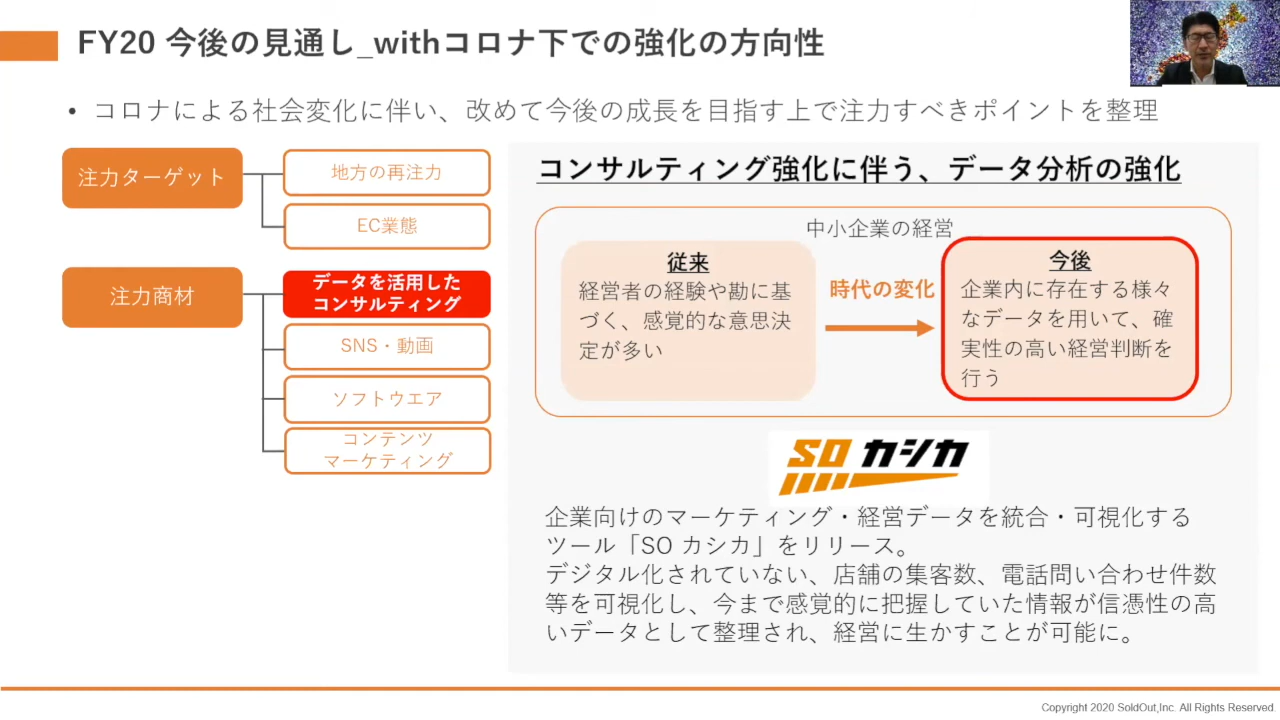 FY20 今後の見通し_withコロナ下での強化の方向性
• コロナによる社会変化に伴い、改めて今後の成長を目指す上で注力すべきポイントを整理
注力ターゲット
地方の再注力
EC業態
注力商材
データを活用した
コンサルティング
SNS・動画
ソフトウエア
コンテンツ
マーケティング
コンサルティング強化に伴う、データ分析の強化
中小企業の経営
従来
経営者の経験や勘に基
づく、感覚的な意思決
定が多い
時代の変化
今後
企業内に存在する様々
なデータを用いて、確
実性の高い経営判断を
行う
SO カシカ
企業向けのマーケティング・経営データを統合・可視化する
ツール「SO カシカ」をリリース。
デジタル化されていない、店舗の集客数、電話問い合わせ件数
等を可視化し、今まで感覚的に把握していた情報が信憑性の高
いデータとして整理され、経営に生かすことが可能に。
Copyright 2020 SoldOut,Inc. All Rights Reserved.